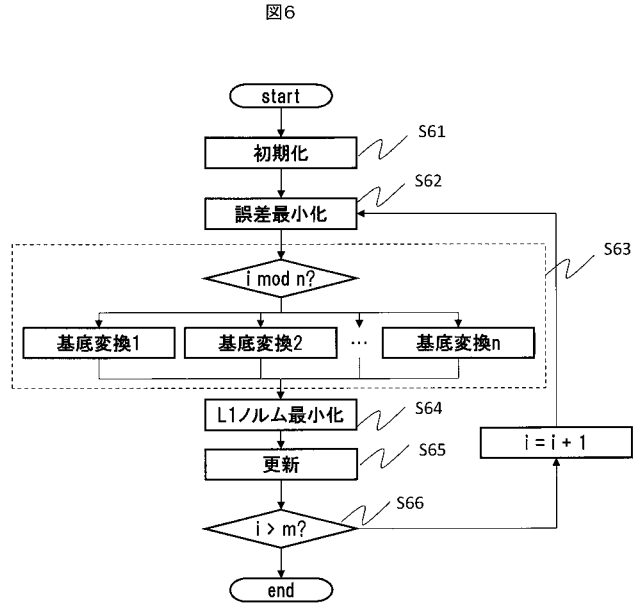 図6
start
初期化
S61
誤差最小化
S62
i mod n?
S63
基底変換1
基底変換2
…
基底変換n
L1ノルム最小化
S64
更新
S65
i = i + 1
i > m?
S66
end